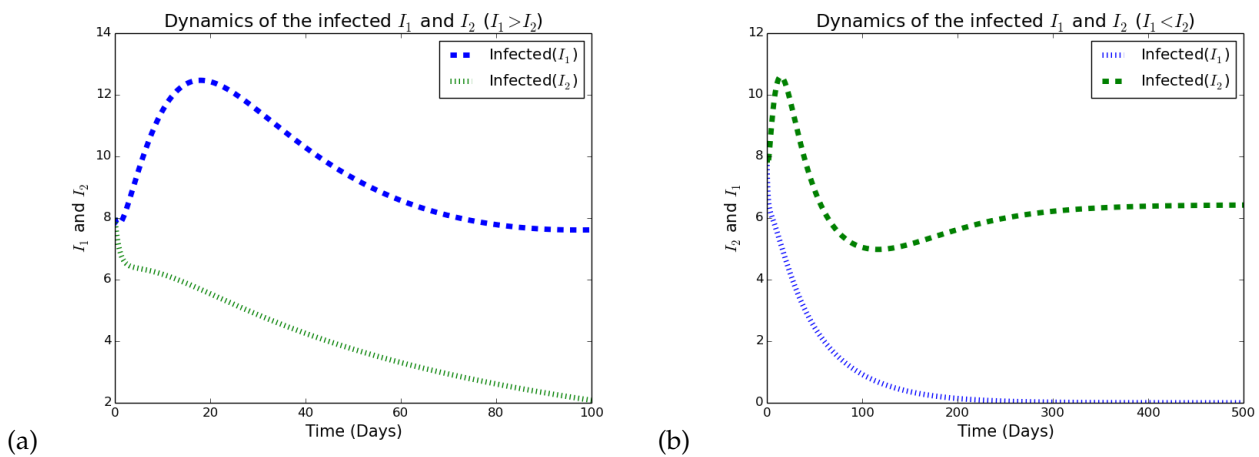 Dynamics of the infected I₁ and I₂ (I₁>I₂)
14
12
10
8
6
4
2
I₁ and I₂
Infected(I₁)
Infected(I₂)
0 20 40 60 80 100
Time (Days)
(a)
Dynamics of the infected I₁ and I₂ (I₁<I₂)
12
10
8
6
4
2
0
I₂ and I₁
Infected(I₁)
Infected(I₂)
0 100 200 300 400 500
Time (Days)
(b)